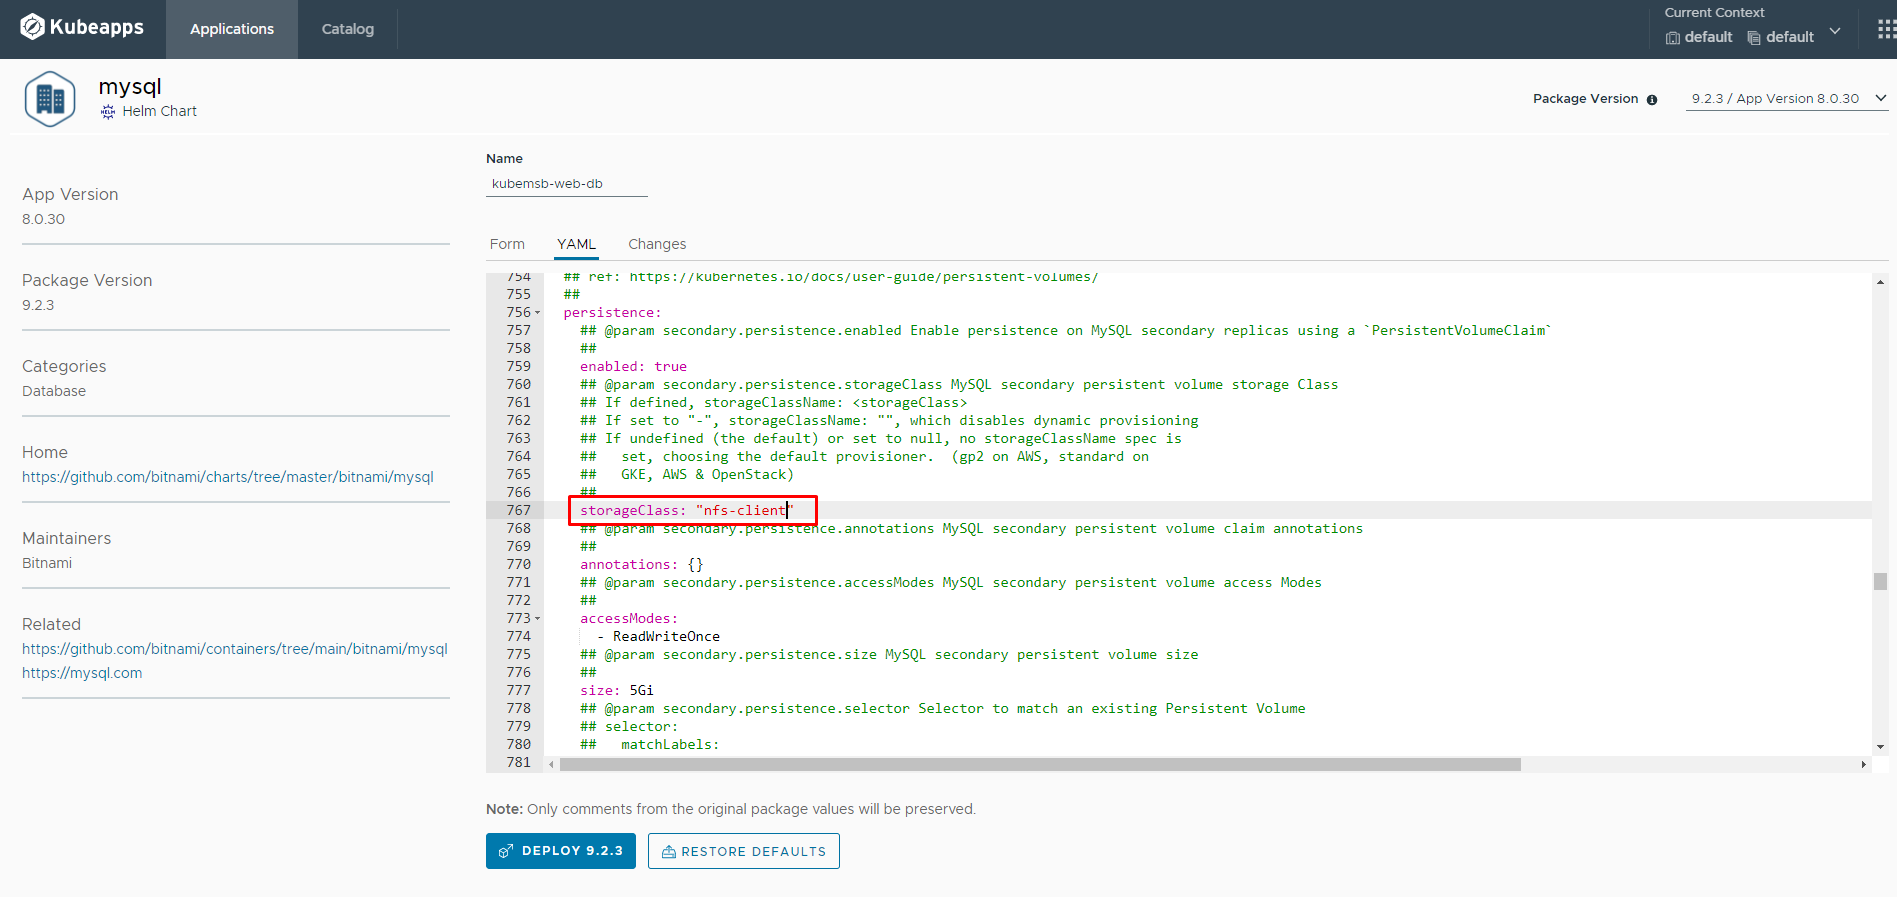 Kubeapps
Applications
Catalog
Current Context
default default
mysql
HELM Helm Chart
Package Version
9.2.3 / App Version 8.0.30
App Version
8.0.30
Package Version
9.2.3
Categories
Database
Home
https://github.com/bitnami/charts/tree/master/bitnami/mysql
Maintainers
Bitnami
Related
https://github.com/bitnami/containers/tree/main/bitnami/mysql
https://mysql.com
Name
kubemsb-web-db
Form YAML Changes
754 ## ref: https://kubernetes.io/docs/user-guide/persistent-volumes/
755 ##
756 persistence:
757 ## @param secondary.persistence.enabled Enable persistence on MySQL secondary replicas using a `PersistentVolumeClaim`
758 ##
759 enabled: true
760 ## @param secondary.persistence.storageClass MySQL secondary persistent volume storage Class
761 ## If defined, storageClassName: <storageClass>
762 ## If set to "-", storageClassName: "", which disables dynamic provisioning
763 ## If undefined (the default) or set to null, no storageClassName spec is
764 ## set, choosing the default provisioner. (gp2 on AWS, standard on
765 ## GKE, AWS & OpenStack)
766 ##
767 storageClass: "nfs-client"
768 ## @param secondary.persistence.annotations MySQL secondary persistent volume claim annotations
769 ##
770 annotations: {}
771 ## @param secondary.persistence.accessModes MySQL secondary persistent volume access Modes
772 ##
773 accessModes:
774 - ReadWriteOnce
775 ## @param secondary.persistence.size MySQL secondary persistent volume size
776 ##
777 size: 5Gi
778 ## @param secondary.persistence.selector Selector to match an existing Persistent Volume
779 ## selector:
780 ## matchLabels:
781
Note: Only comments from the original package values will be preserved.
DEPLOY 9.2.3
RESTORE DEFAULTS